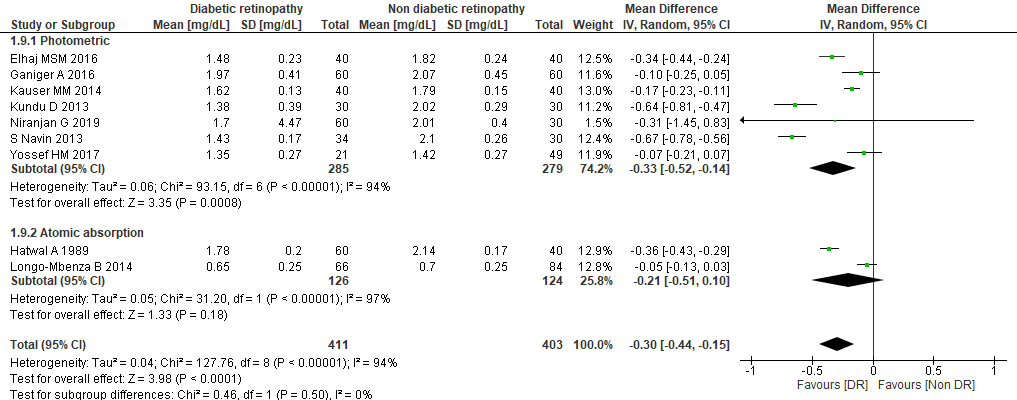 Diabetic retinopathy Non diabetic retinopathy Mean Difference Mean Difference
Study or Subgroup Mean [mg/dL] SD [mg/dL] Total Mean [mg/dL] SD [mg/dL] Total Weight IV, Random, 95% CI IV, Random, 95% CI
1.9.1 Photometric
Elhaj MSM 2016 1.48 0.23 40 1.82 0.24 40 12.5% -0.34 [-0.44, -0.24]
Ganiger A 2016 1.97 0.41 60 2.07 0.45 60 11.6% -0.10 [-0.25, 0.05]
Kauser MM 2014 1.62 0.13 40 1.79 0.15 40 13.0% -0.17 [-0.23, -0.11]
Kundu D 2013 1.38 0.39 30 2.02 0.29 30 11.3% -0.64 [-0.81, -0.47]
Niranjan G 2019 1.7 4.47 60 2.01 0.4 30 1.5% -0.31 [-1.45, 0.83]
S Navin 2013 1.43 0.17 34 2.1 0.26 30 12.4% -0.67 [-0.78, -0.56]
Yossef HM 2017 1.35 0.27 21 1.42 0.27 49 11.9% -0.07 [-0.21, 0.07]
Subtotal (95% CI) 285 279 74.2% -0.33 [-0.52, -0.14]
Heterogeneity: Tau² = 0.06; Chi² = 93.15, df = 6 (P < 0.00001); I² = 94%
Test for overall effect: Z = 3.35 (P = 0.0008)
1.9.2 Atomic absorption
Hatwal A 1989 1.78 0.2 60 2.14 0.17 40 12.9% -0.36 [-0.43, -0.29]
Longo-Mbenza B 2014 0.65 0.25 66 0.7 0.25 84 12.9% -0.05 [-0.13, 0.03]
Subtotal (95% CI) 126 124 25.8% -0.21 [-0.51, 0.10]
Heterogeneity: Tau² = 0.05; Chi² = 31.20, df = 1 (P < 0.00001); I² = 97%
Test for overall effect: Z = 1.33 (P = 0.18)
Total (95% CI) 411 403 100.0% -0.30 [-0.44, -0.15]
Heterogeneity: Tau² = 0.04; Chi² = 127.76, df = 8 (P < 0.00001); I² = 94%
Test for overall effect: Z = 3.98 (P < 0.0001)
Test for subgroup differences: Chi² = 0.46, df = 1 (P = 0.50), I² = 0%
-1 -0.5 0 0.5 1
Favours [DR] Favours [Non DR]